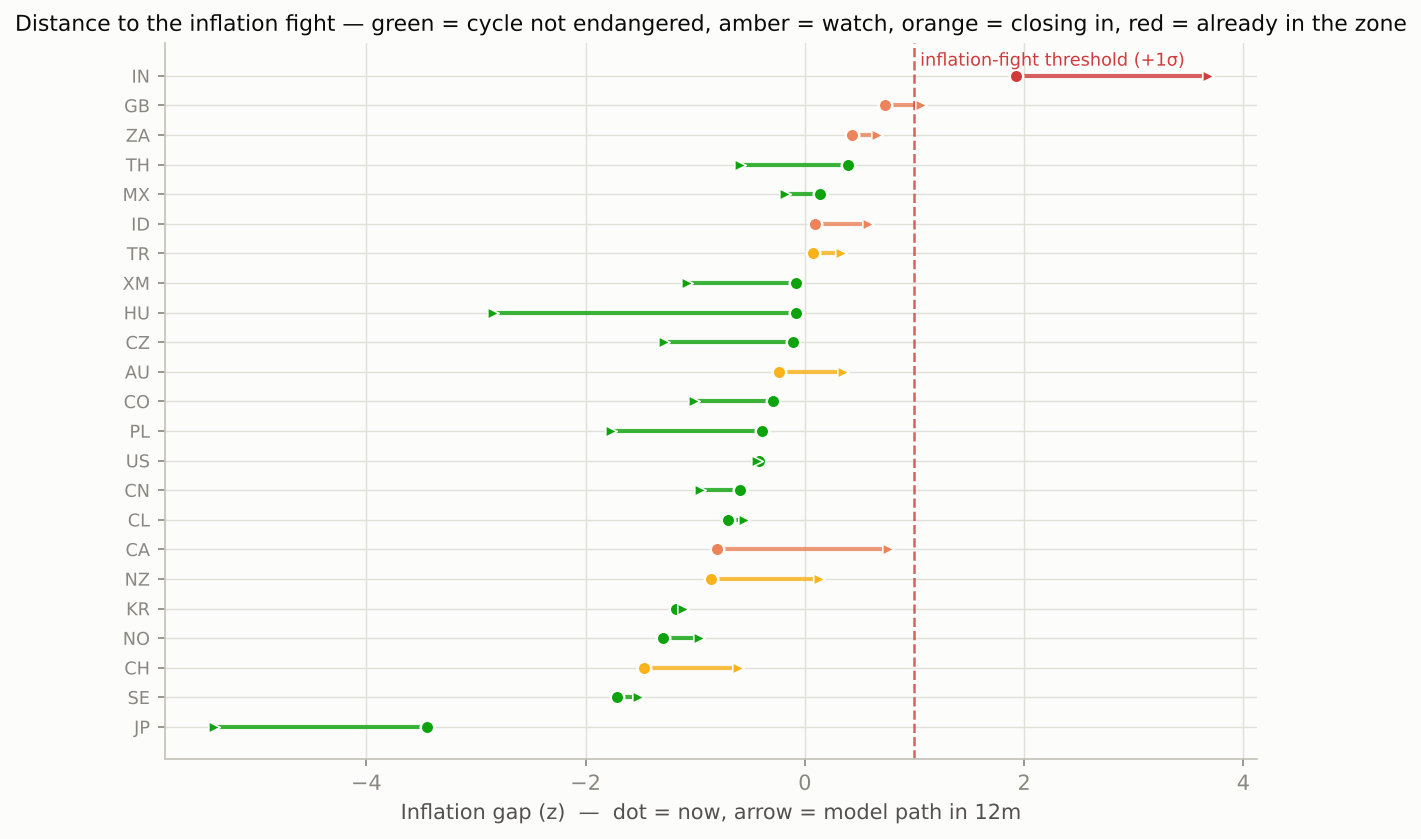 Distance to the inflation fight — green = cycle not endangered, amber = watch, orange = closing in, red = already in the zone
inflation-fight threshold (+1σ)
IN
GB
ZA
TH
MX
ID
TR
XM
HU
CZ
AU
CO
PL
US
CN
CL
CA
NZ
KR
NO
CH
SE
JP
−4 −2 0 2 4
Inflation gap (z) — dot = now, arrow = model path in 12m